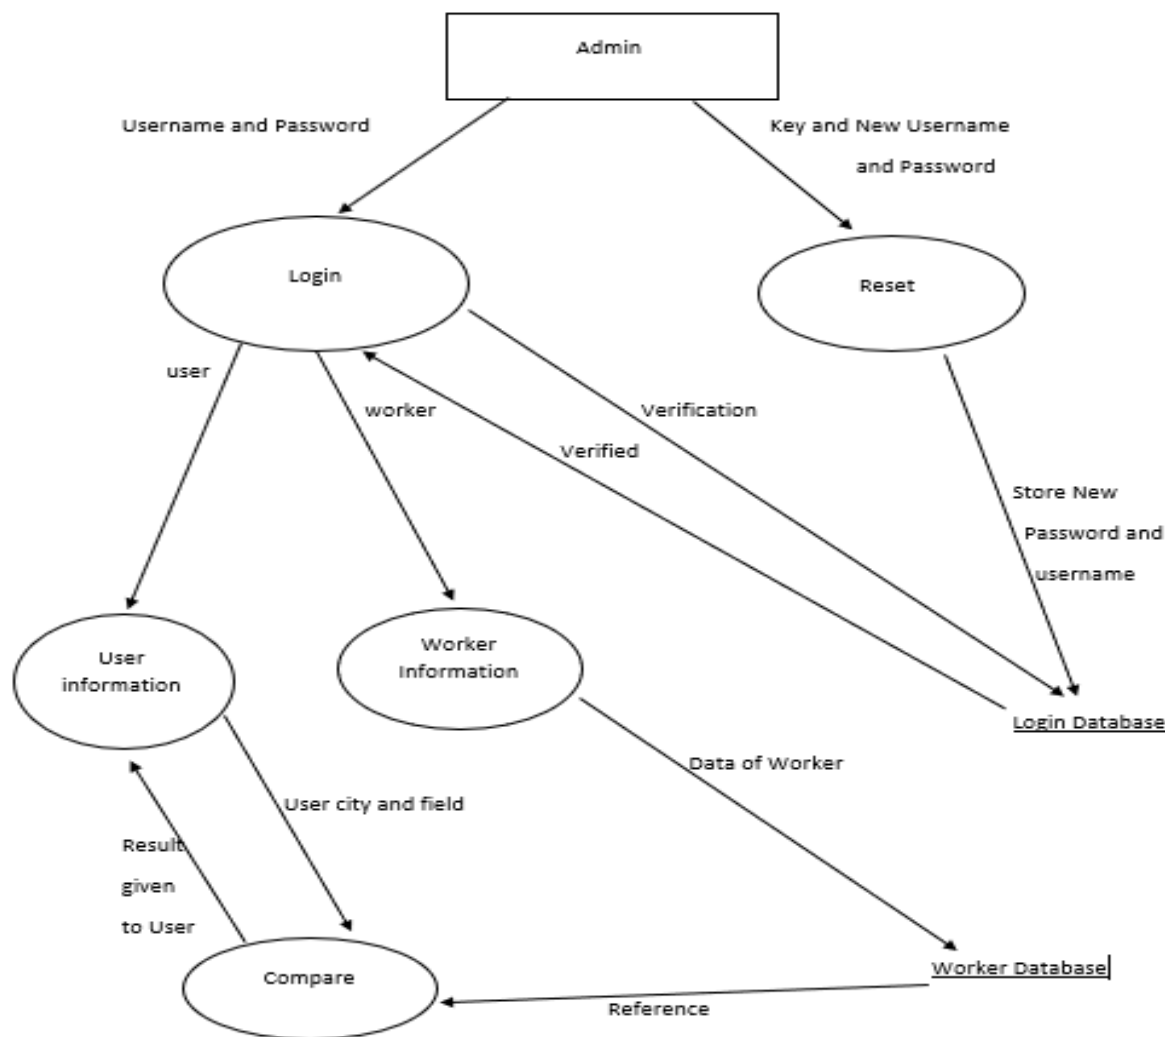 Admin
Username and Password
Key and New Username
and Password
Login
Reset
user
worker
Verification
Verified
Store New
Password and
username
User
information
Worker
Information
Login Database
Data of Worker
User city and field
Result
given
to User
Compare
Worker Database
Reference